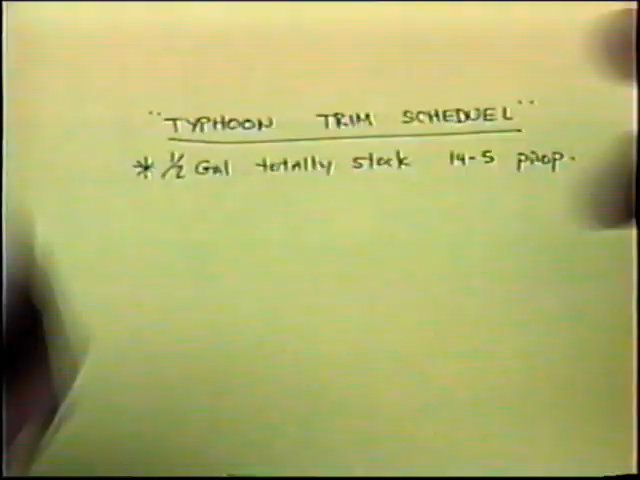 "TYPHOON TRIM SCHEDUEL"
* 1/2 Gal totally stock 14-5 prop.